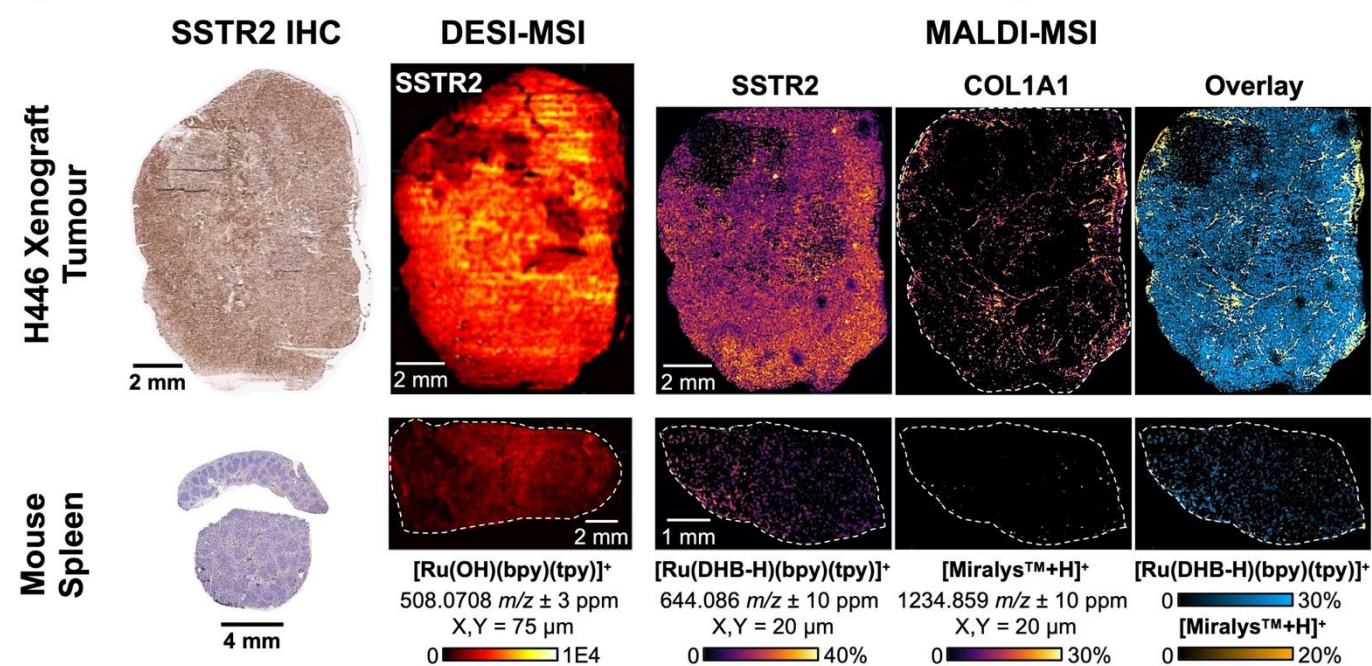 SSTR2 IHC
DESI-MSI
MALDI-MSI
SSTR2
SSTR2
COL1A1
Overlay
H446 Xenograft
Tumour
2 mm
2 mm
Mouse
Spleen
4 mm
2 mm
1 mm
[Ru(OH)(bpy)(tpy)]⁺
508.0708 m/z ± 3 ppm
X,Y = 75 µm
0 1E4
[Ru(DHB-H)(bpy)(tpy)]⁺
644.086 m/z ± 10 ppm
X,Y = 20 µm
0 40%
[Miralys™+H]⁺
1234.859 m/z ± 10 ppm
X,Y = 20 µm
0 30%
[Ru(DHB-H)(bpy)(tpy)]⁺
0 30%
[Miralys™+H]⁺
0 20%